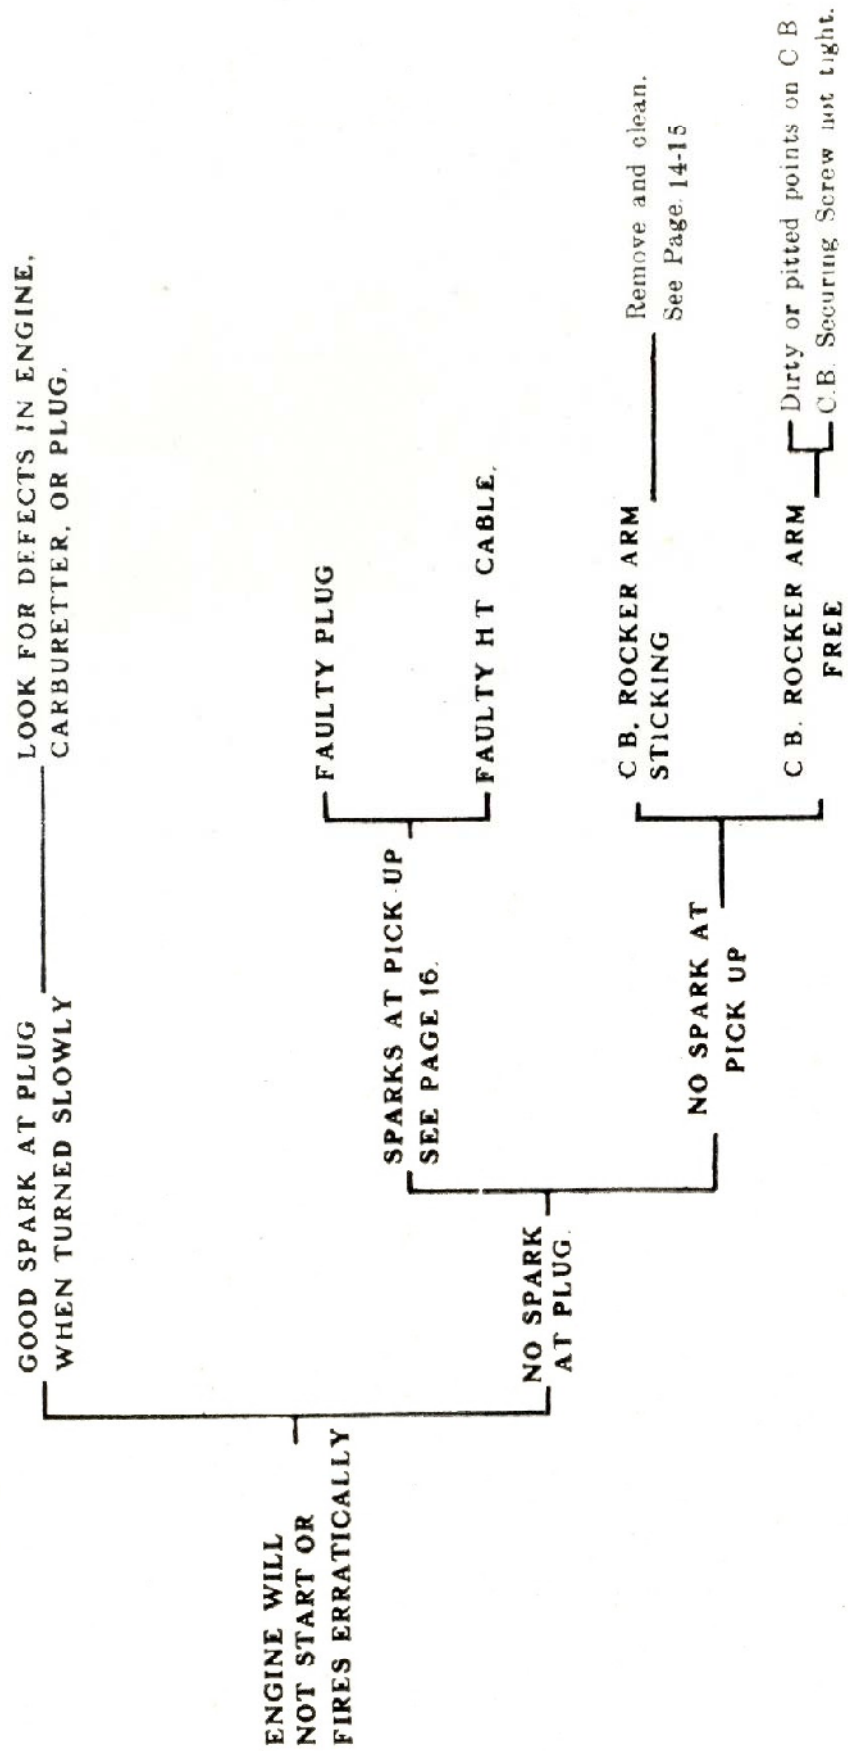 ENGINE WILL
NOT START OR
FIRES ERRATICALLY
GOOD SPARK AT PLUG
WHEN TURNED SLOWLY
LOOK FOR DEFECTS IN ENGINE,
CARBURETTER, OR PLUG.
NO SPARK
AT PLUG.
SPARKS AT PICK-UP
SEE PAGE 16.
FAULTY PLUG
FAULTY HT CABLE.
NO SPARK AT
PICK UP
C B. ROCKER ARM
STICKING
Remove and clean.
See Page. 14-15
C B. ROCKER ARM
FREE
Dirty or pitted points on C B
C.B. Securing Screw not tight.